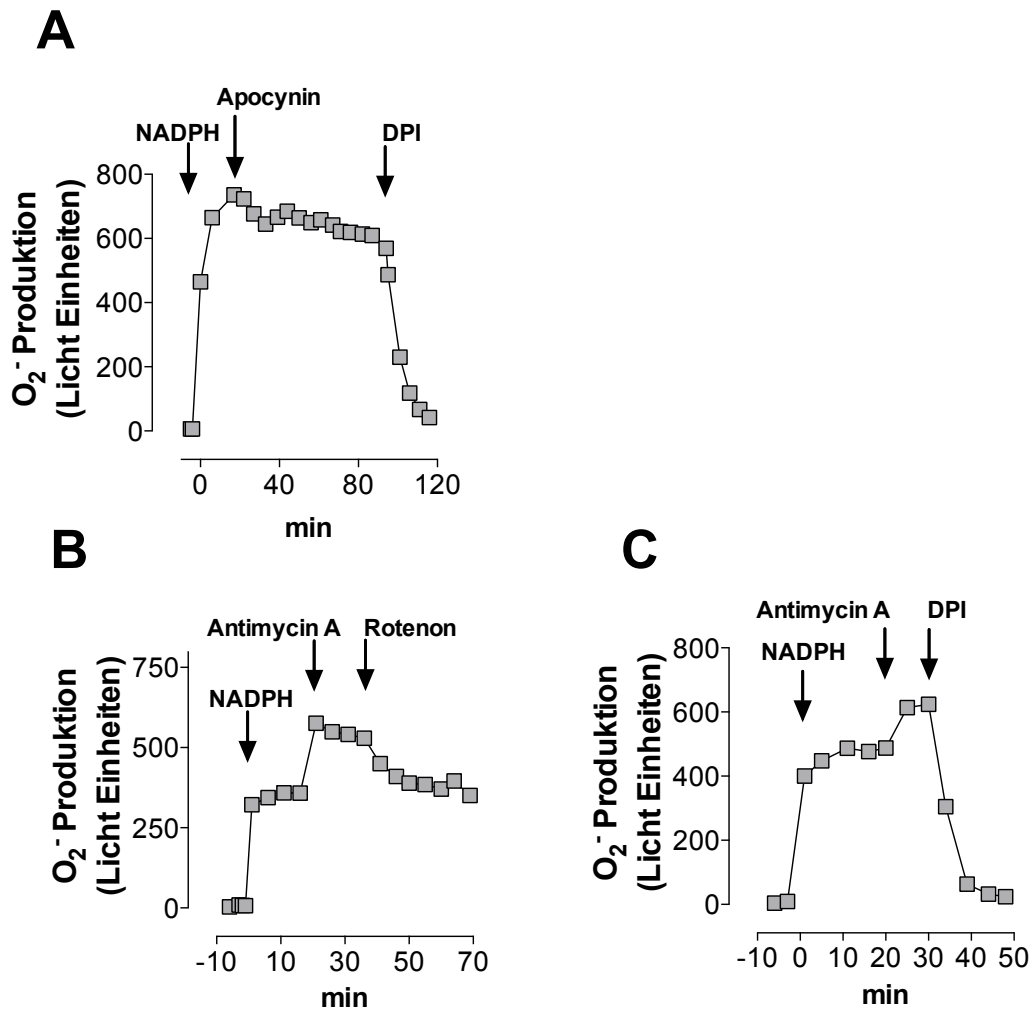 A
Apocynin
NADPH
DPI
O₂⁻ Produktion
(Licht Einheiten)
800
600
400
200
0
0 40 80 120
min
B
Antimycin A Rotenon
NADPH
O₂⁻ Produktion
(Licht Einheiten)
750
500
250
0
-10 10 30 50 70
min
C
Antimycin A DPI
NADPH
O₂⁻ Produktion
(Licht Einheiten)
800
600
400
200
0
-10 0 10 20 30 40 50
min